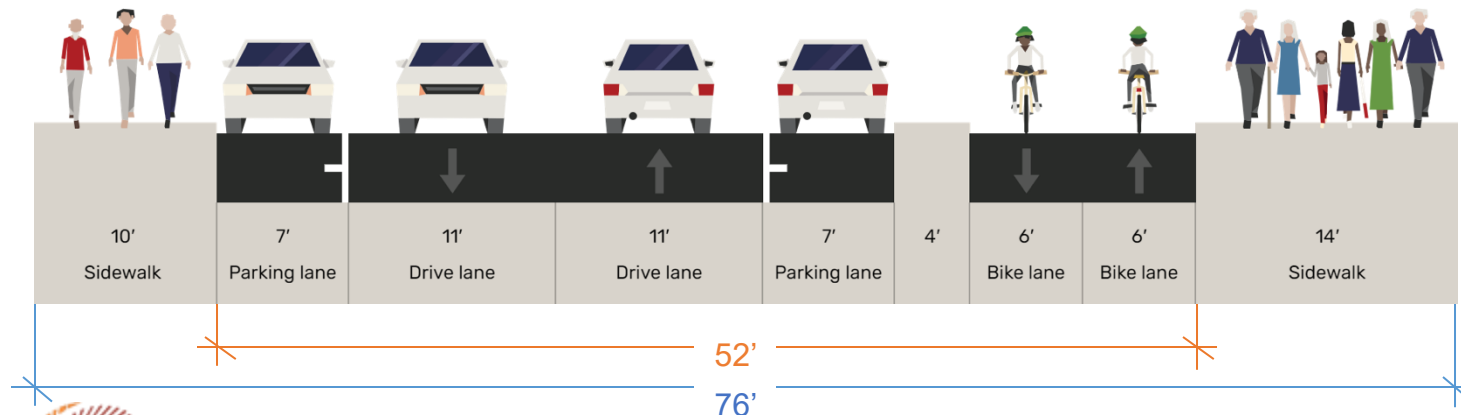 10′ 7′ 11′ 11′ 7′ 4′ 6′ 6′ 14′
Sidewalk Parking lane Drive lane Drive lane Parking lane Bike lane Bike lane Sidewalk
52’
76’